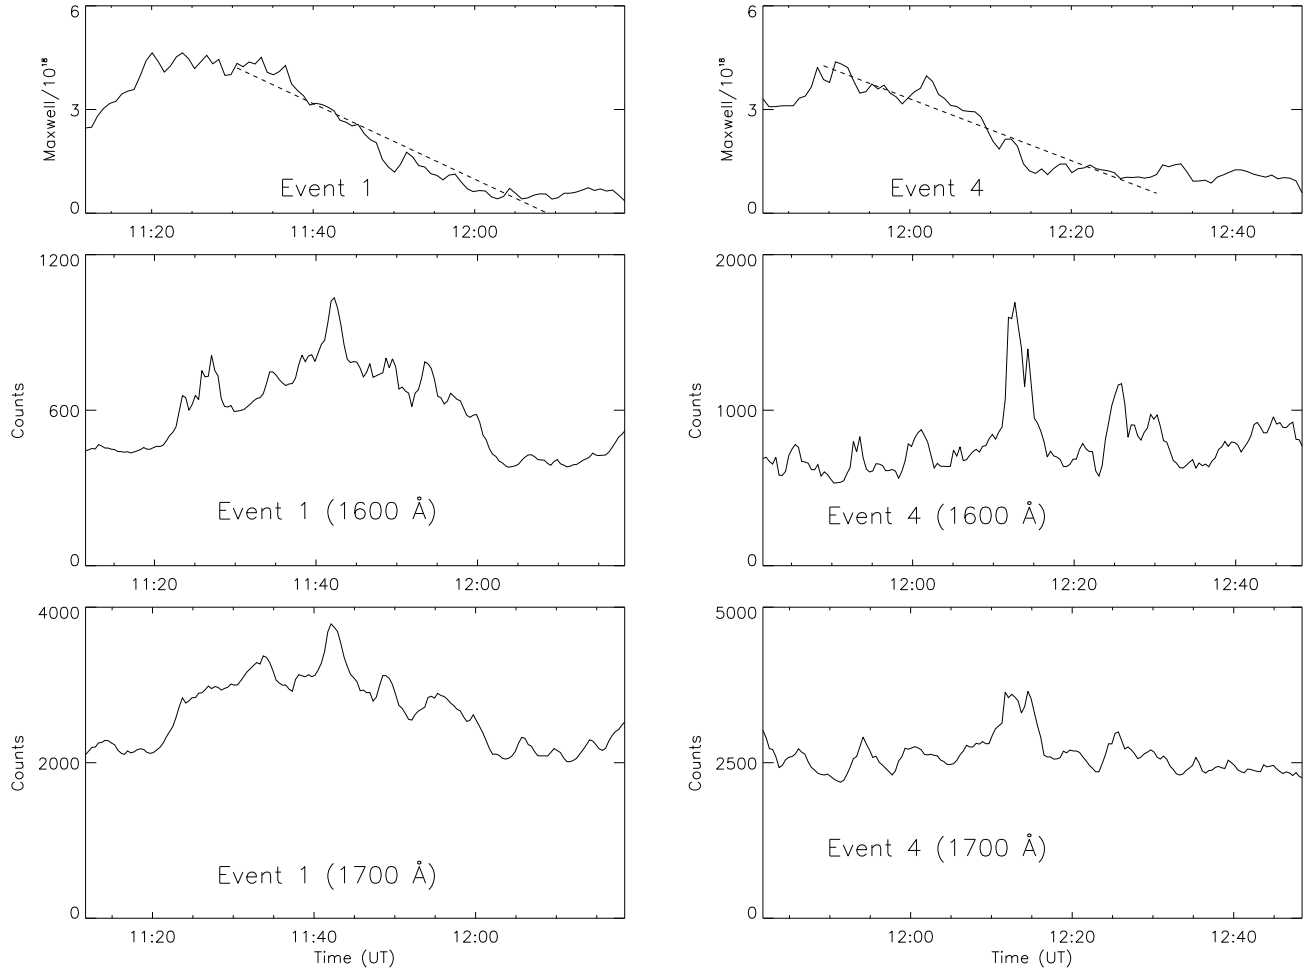 6
3
0
Maxwell/10¹⁸
Event 1
11:20
11:40
12:00
6
3
0
Maxwell/10¹⁸
Event 4
12:00
12:20
12:40
1200
600
0
Counts
Event 1 (1600 Å)
11:20
11:40
12:00
2000
1000
0
Counts
Event 4 (1600 Å)
12:00
12:20
12:40
4000
2000
0
Counts
Event 1 (1700 Å)
11:20
11:40
12:00
Time (UT)
5000
2500
0
Counts
Event 4 (1700 Å)
12:00
12:20
12:40
Time (UT)